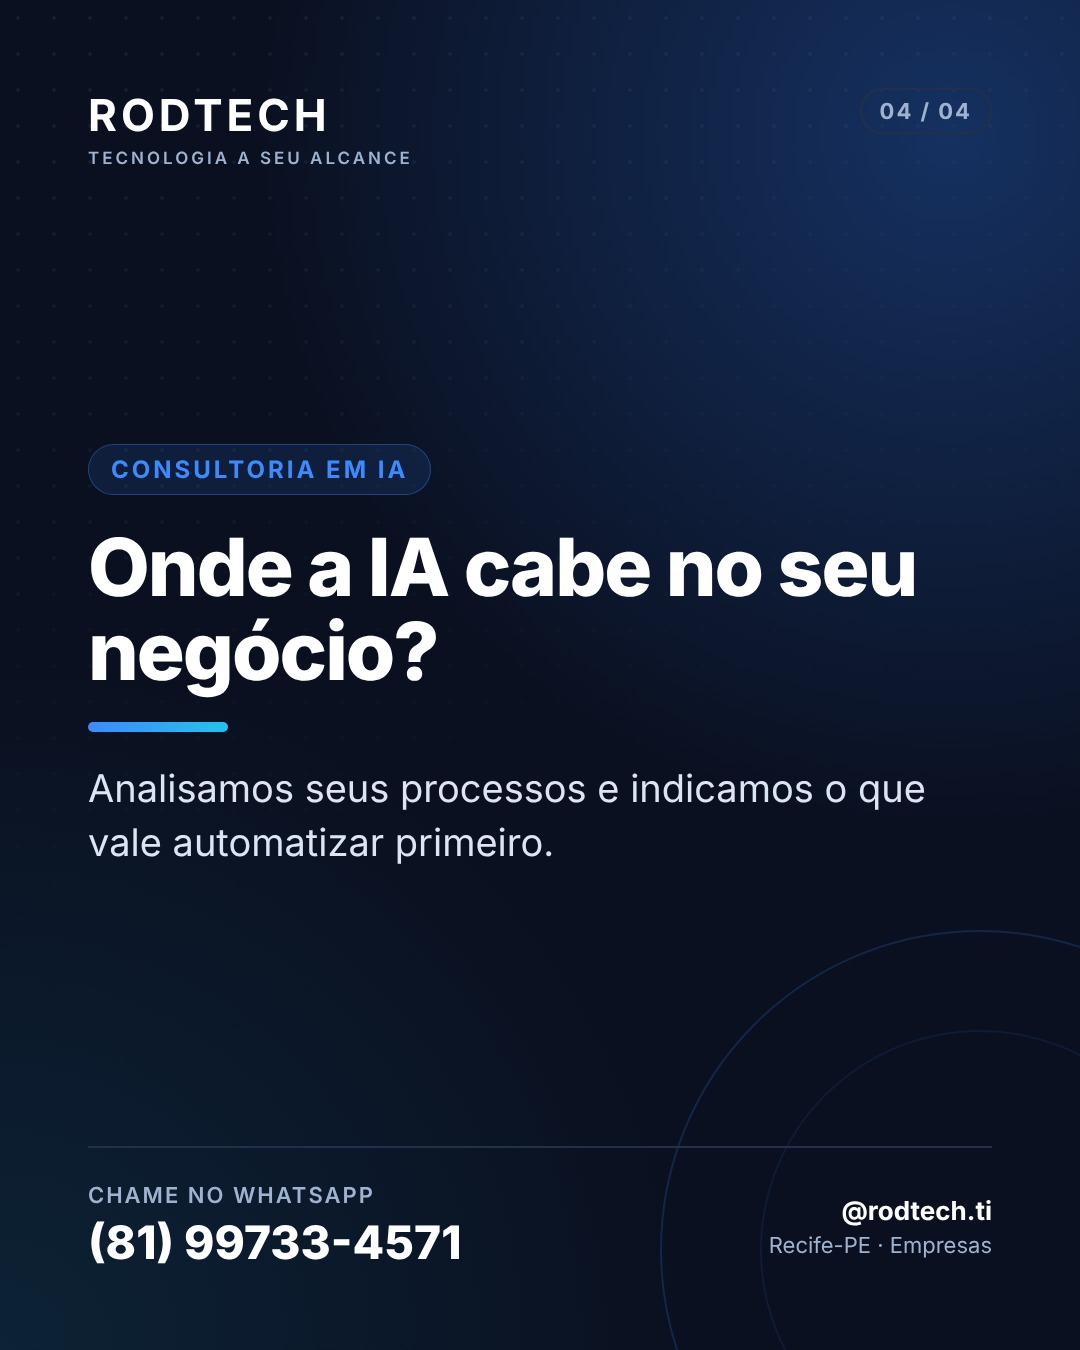 RODTECH
TECNOLOGIA A SEU ALCANCE
04 / 04
CONSULTORIA EM IA
Onde a IA cabe no seu
negócio?
Analisamos seus processos e indicamos o que
vale automatizar primeiro.
CHAME NO WHATSAPP
(81) 99733-4571
@rodtech.ti
Recife-PE · Empresas